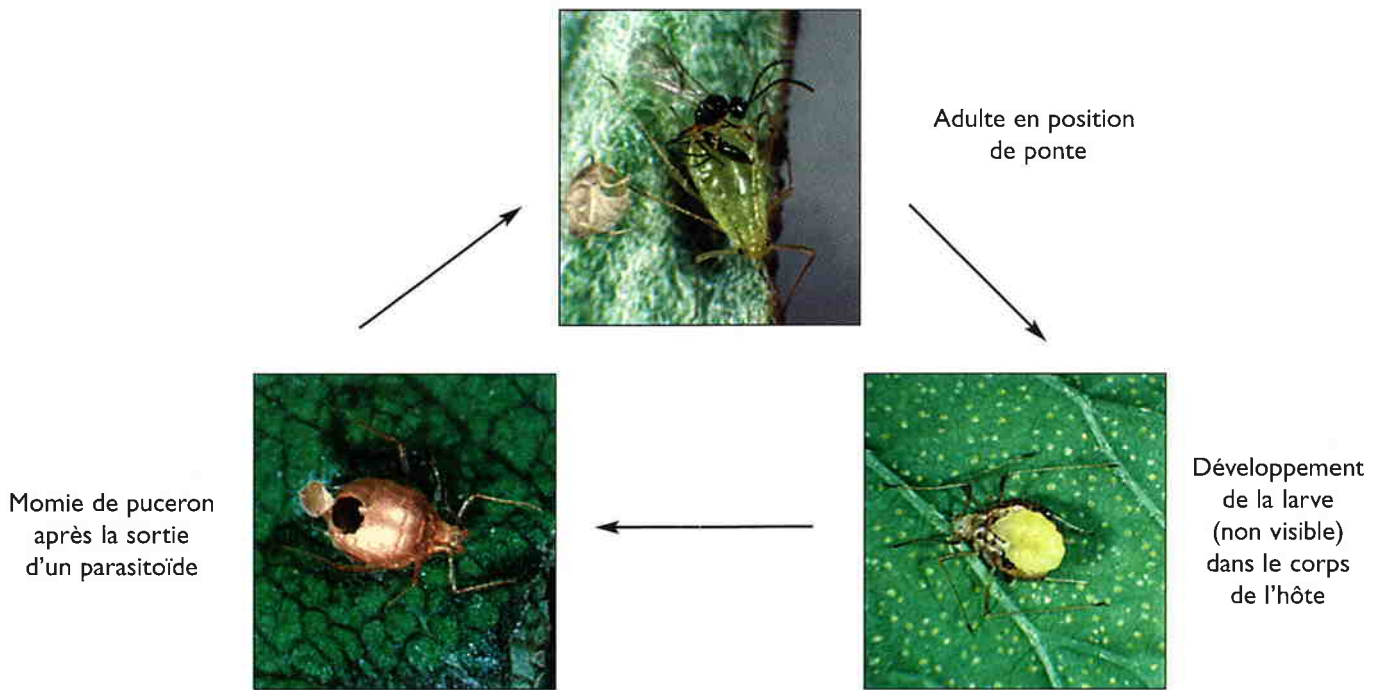 Adulte en position
de ponte
Développement
de la larve
(non visible)
dans le corps
de l'hôte
Momie de puceron
après la sortie
d'un parasitoïde